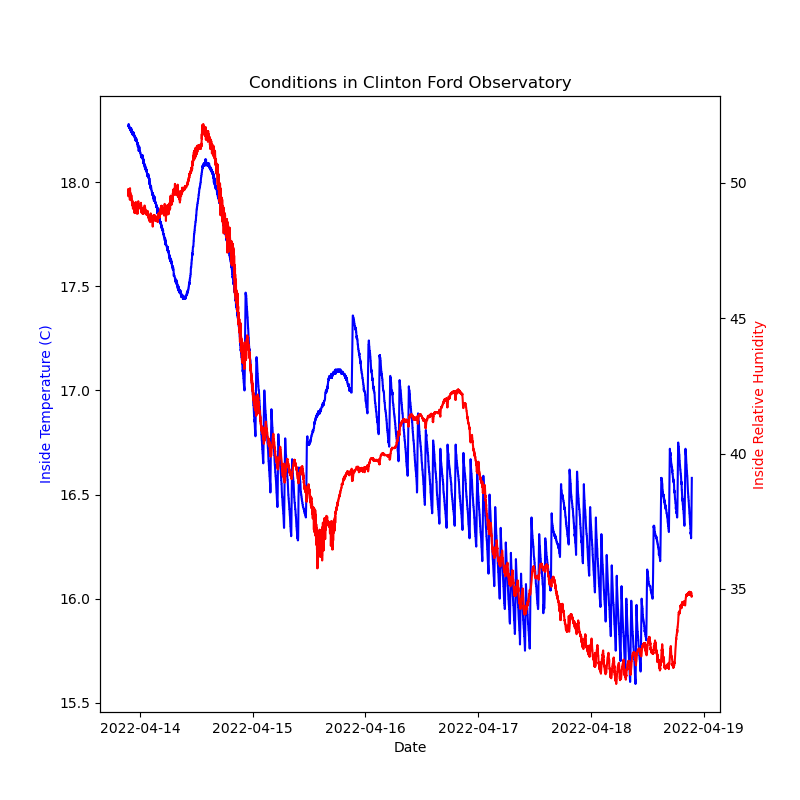 Conditions in Clinton Ford Observatory
18.0
17.5
17.0
16.5
16.0
15.5
Inside Temperature (C)
50
45
40
35
Inside Relative Humidity
2022-04-14 2022-04-15 2022-04-16 2022-04-17 2022-04-18 2022-04-19
Date